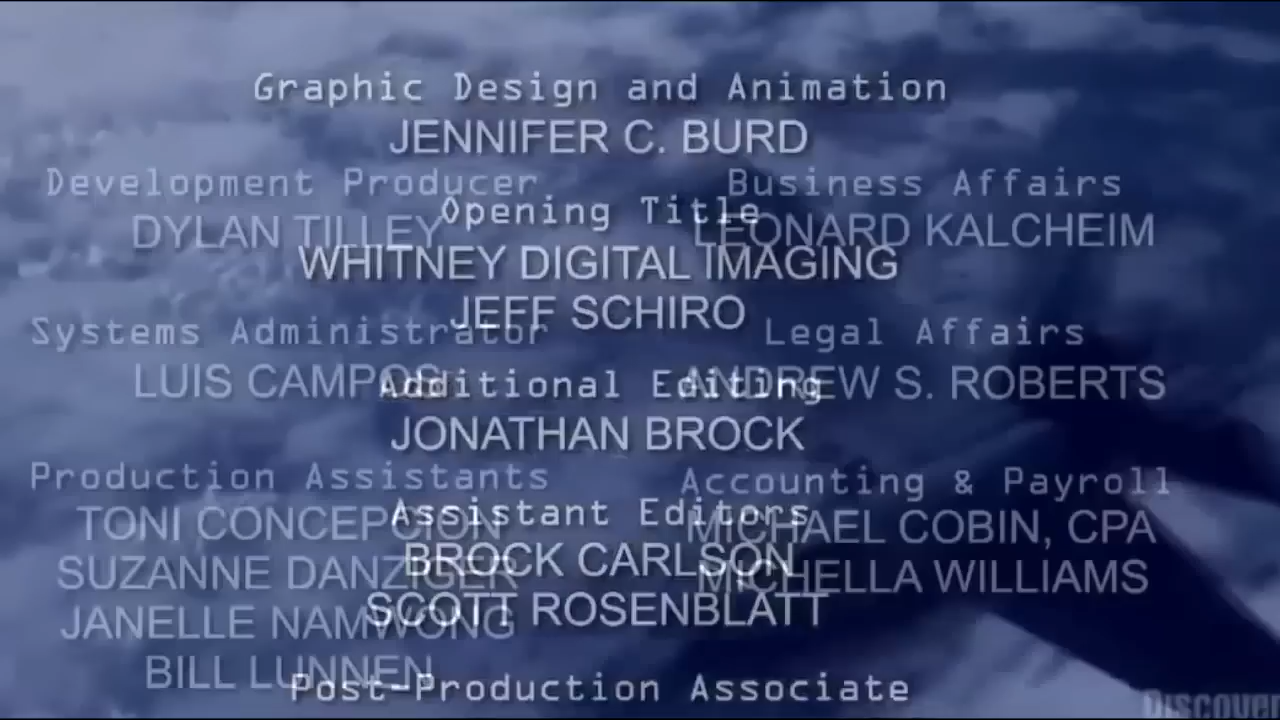 Graphic Design and Animation
JENNIFER C. BURD
Opening Title
WHITNEY DIGITAL IMAGING
JEFF SCHIRO
Additional Editing
JONATHAN BROCK
Assistant Editors
BROCK CARLSON
SCOTT ROSENBLATT
Post-Production Associate
Development Producer
DYLAN TILLEY
Systems Administrator
LUIS CAMPOS
Production Assistants
TONI CONCEPCION
SUZANNE DANZIGER
JANELLE NAMWONG
BILL LUNNEN
Business Affairs
LEONARD KALCHEIM
Legal Affairs
ANDREW S. ROBERTS
Accounting & Payroll
MICHAEL COBIN, CPA
MICHELLA WILLIAMS
Discover